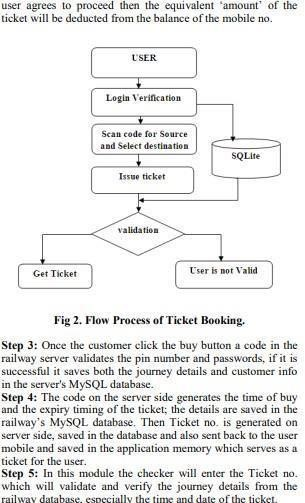 user agrees to proceed then the equivalent ‘amount’ of the
ticket will be deducted from the balance of the mobile no.
USER
Login Verification
Scan code for Source
and Select destination
SQLite
Issue ticket
validation
Get Ticket
User is not Valid
Fig 2. Flow Process of Ticket Booking.
Step 3: Once the customer click the buy button a code in the
railway server validates the pin number and passwords, if it is
successful it saves both the journey details and customer info
in the server's MySQL database.
Step 4: The code on the server side generates the time of buy
and the expiry timing of the ticket; the details are saved in the
railway’s MySQL database. Then Ticket no. is generated on
server side, saved in the database and also sent back to the user
mobile and saved in the application memory which serves as a
ticket for the user.
Step 5: In this module the checker will enter the Ticket no.
which will validate and verify the journey details from the
railway database, especially the time and date of the ticket.